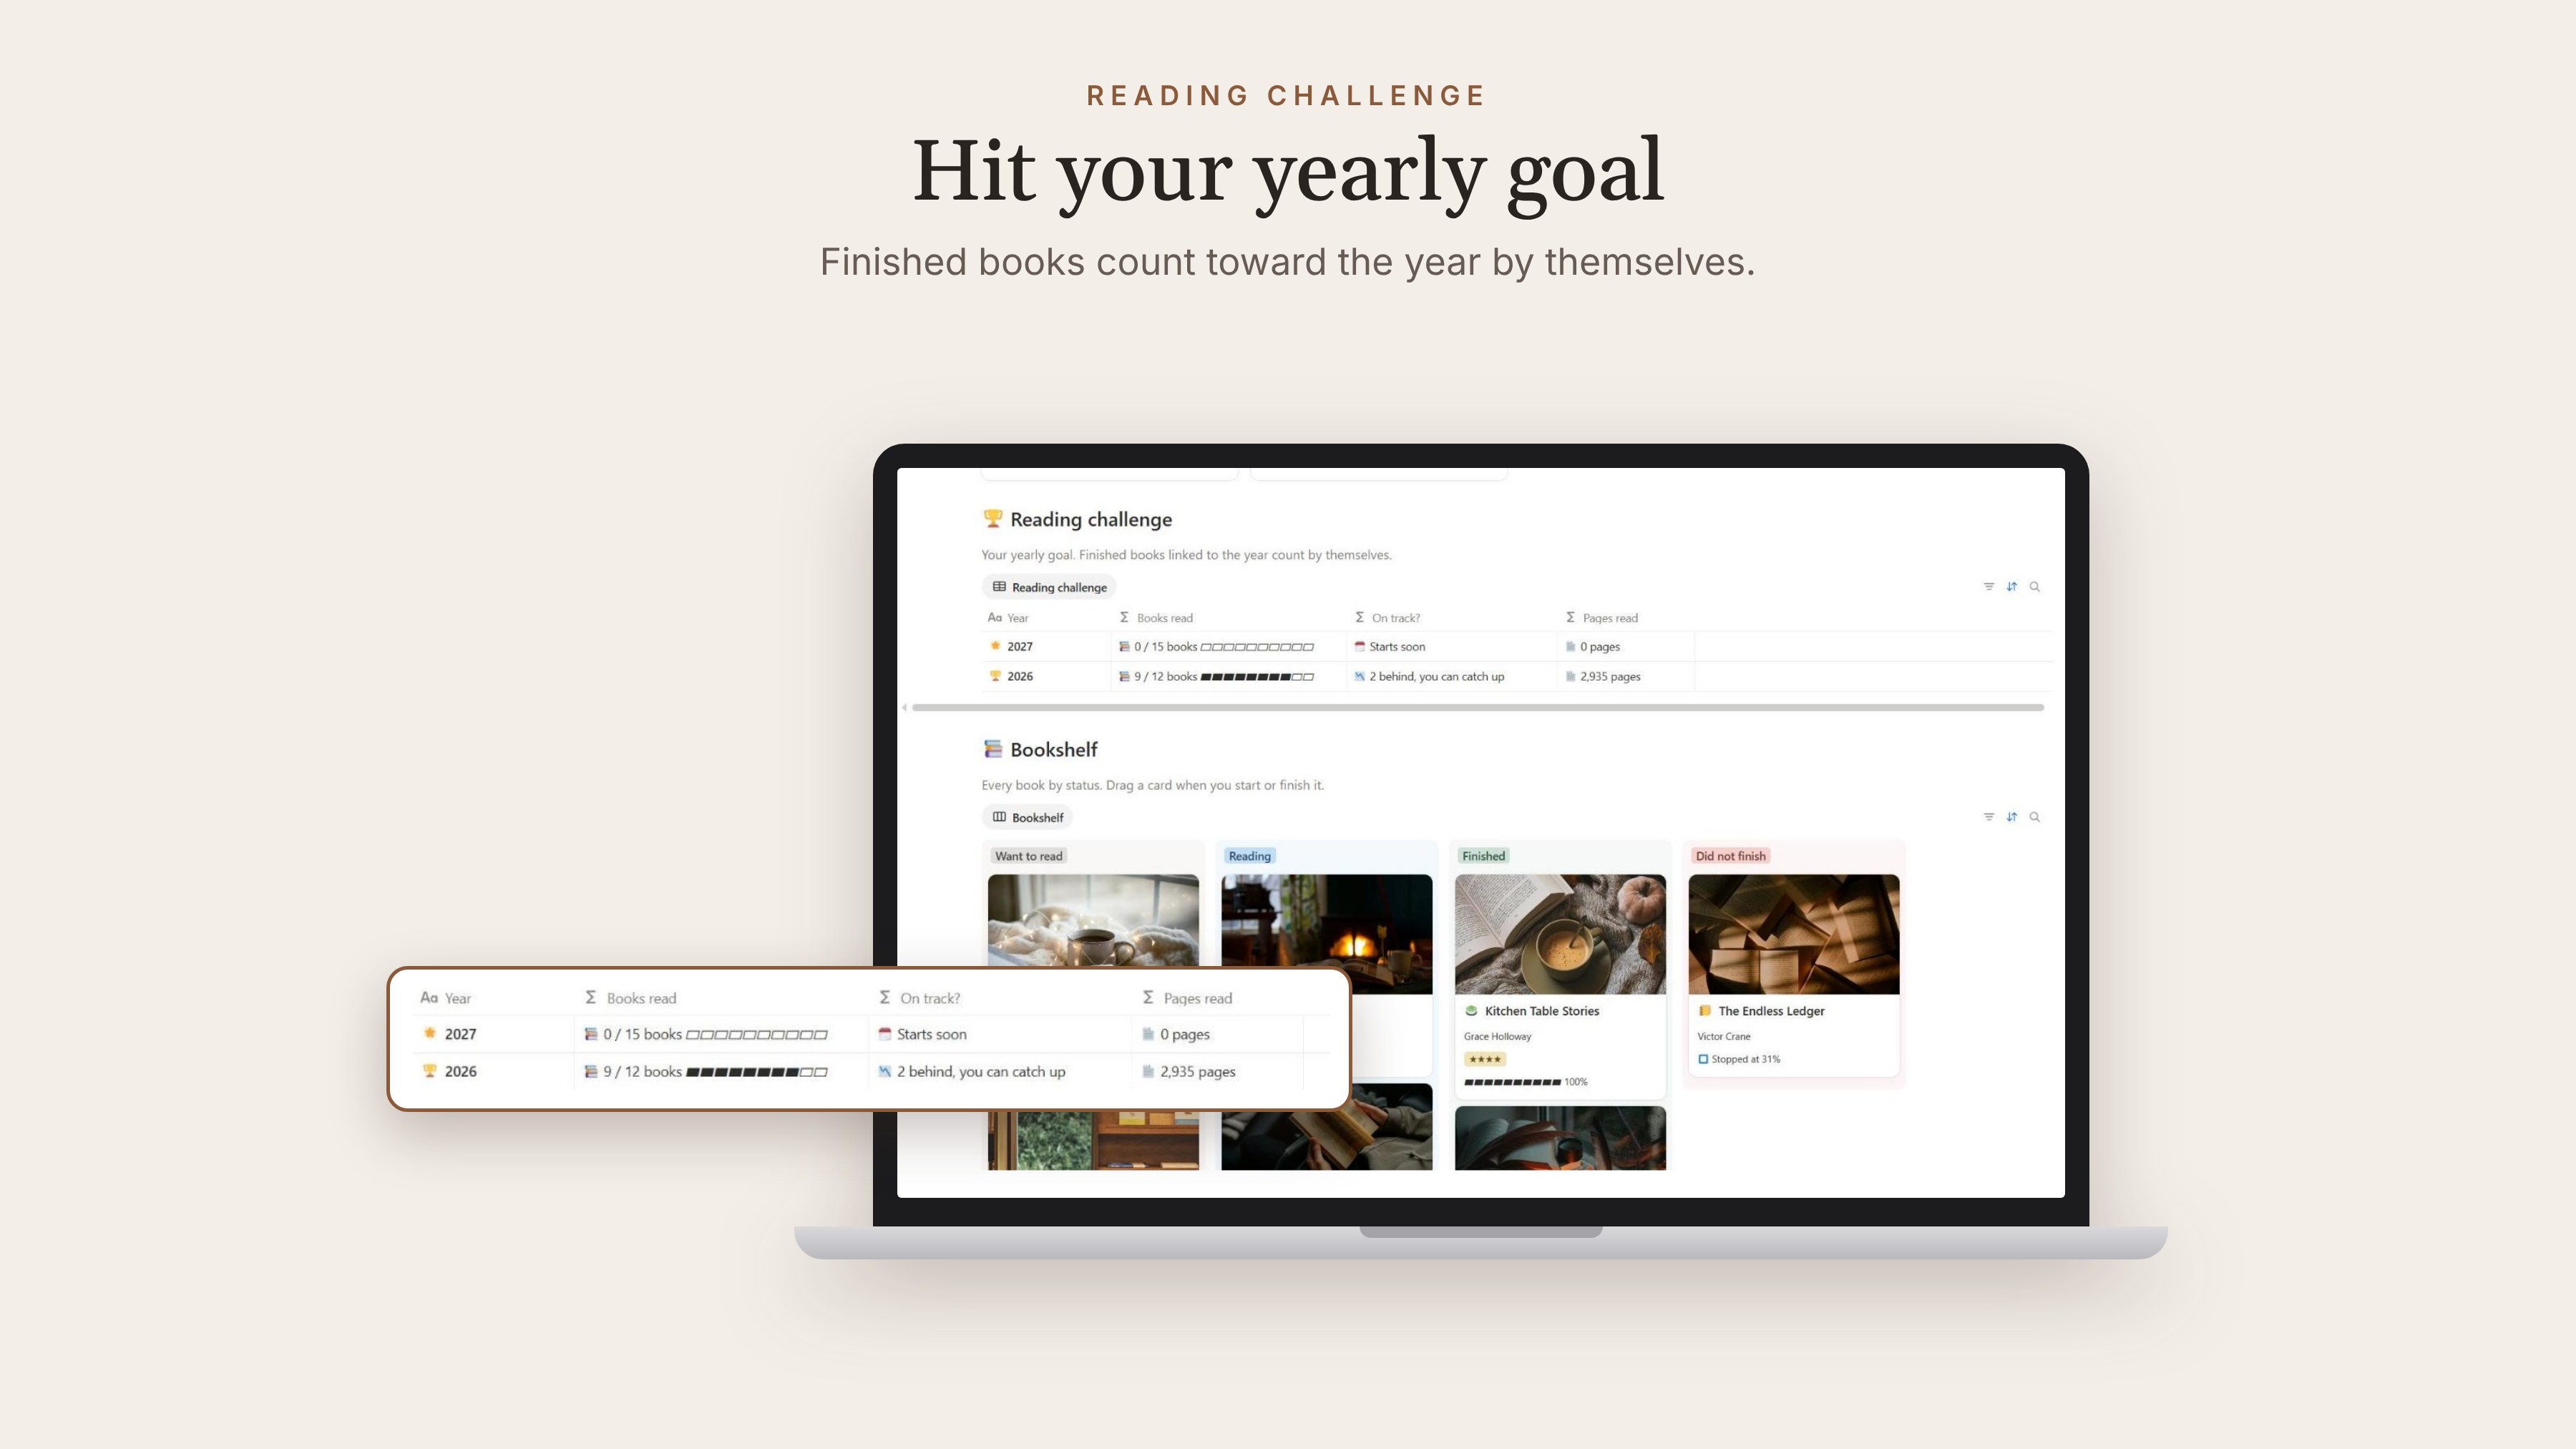 READING CHALLENGE
Hit your yearly goal
Finished books count toward the year by themselves.
Reading challenge
Your yearly goal. Finished books linked to the year count by themselves.
Reading challenge
Aa Year Σ Books read Σ On track? Σ Pages read
2027 0 / 15 books Starts soon 0 pages
2026 9 / 12 books 2 behind, you can catch up 2,935 pages
Bookshelf
Every book by status. Drag a card when you start or finish it.
Bookshelf
Want to read Reading Finished Did not finish
Kitchen Table Stories
Grace Holloway
★★★★
100%
The Endless Ledger
Victor Crane
Stopped at 31%
Aa Year Σ Books read Σ On track? Σ Pages read
2027 0 / 15 books Starts soon 0 pages
2026 9 / 12 books 2 behind, you can catch up 2,935 pages